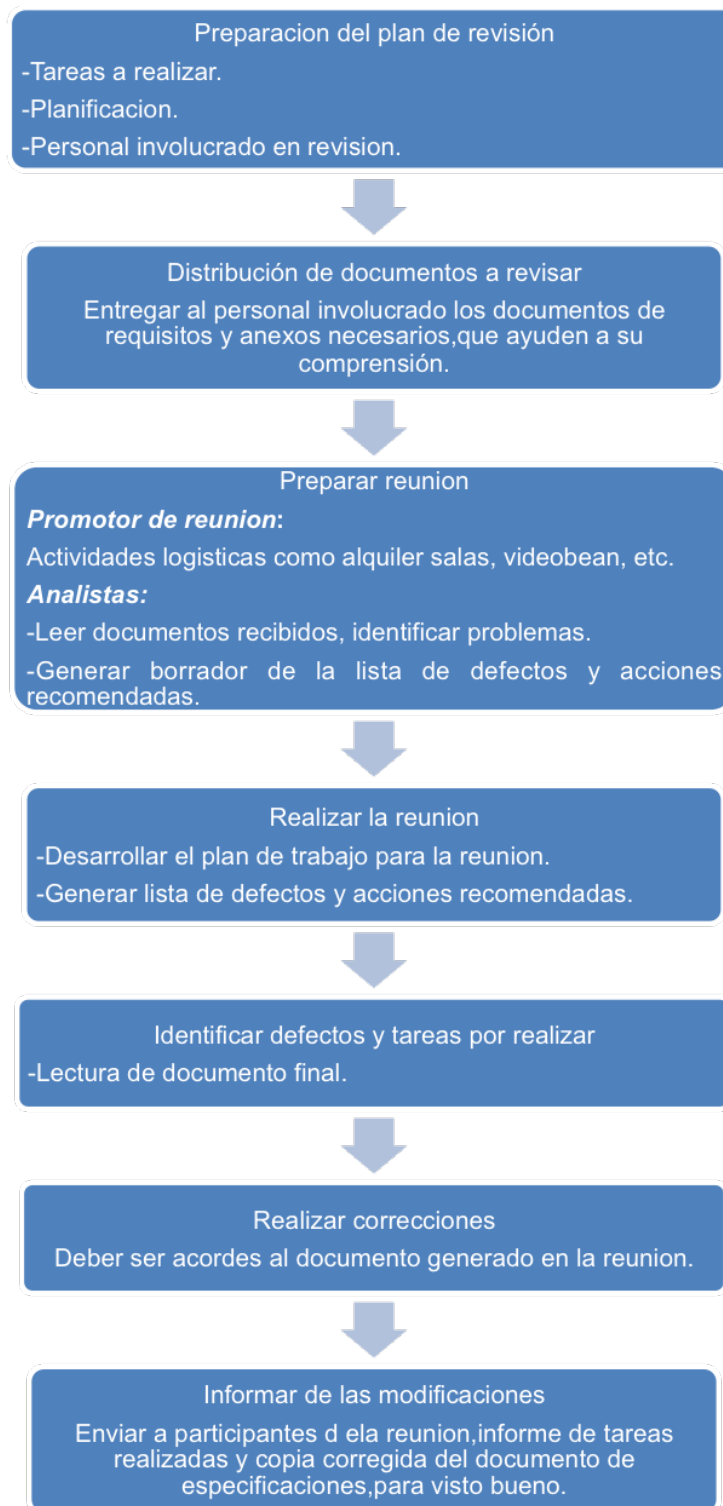 Preparacion del plan de revisión
-Tareas a realizar.
-Planificacion.
-Personal involucrado en revision.
Distribución de documentos a revisar
Entregar al personal involucrado los documentos de
requisitos y anexos necesarios,que ayuden a su
comprensión.
Preparar reunion
Promotor de reunion:
Actividades logisticas como alquiler salas, videobean, etc.
Analistas:
-Leer documentos recibidos, identificar problemas.
-Generar borrador de la lista de defectos y acciones
recomendadas.
Realizar la reunion
-Desarrollar el plan de trabajo para la reunion.
-Generar lista de defectos y acciones recomendadas.
Identificar defectos y tareas por realizar
-Lectura de documento final.
Realizar correcciones
Deber ser acordes al documento generado en la reunion.
Informar de las modificaciones
Enviar a participantes d ela reunion,informe de tareas
realizadas y copia corregida del documento de
especificaciones,para visto bueno.